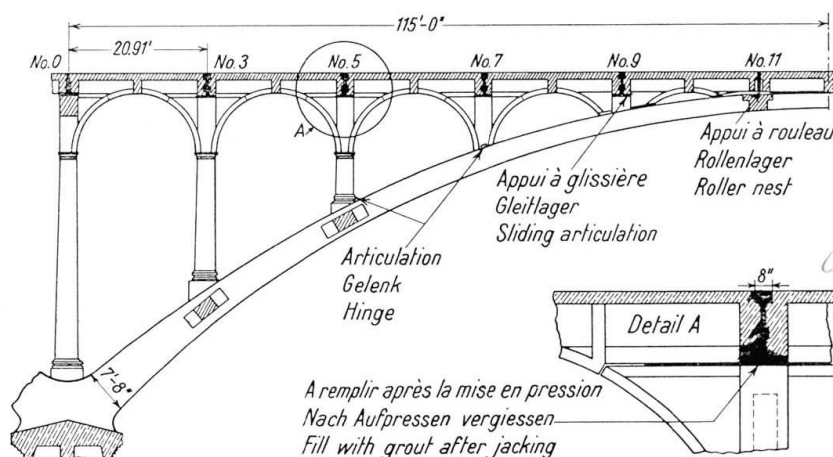 115'-0"
No.0
20.91'
No.3
No.5
No.7
No.9
No.11
A
Appui à rouleau
Rollenlager
Roller nest
Appui à glissière
Gleitlager
Sliding articulation
Articulation
Gelenk
Hinge
8"
Detail A
7'-8"
A remplir après la mise en pression
Nach Aufpressen vergiessen
Fill with grout after jacking